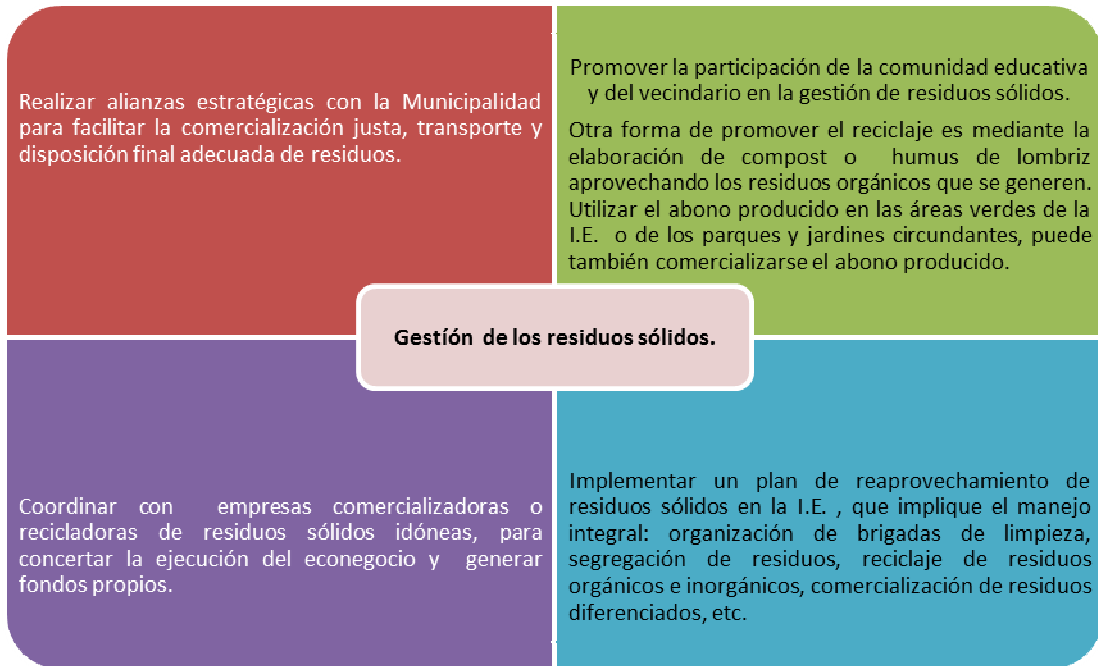 Realizar alianzas estratégicas con la Municipalidad
para facilitar la comercialización justa, transporte y
disposición final adecuada de residuos.
Promover la participación de la comunidad educativa
y del vecindario en la gestión de residuos sólidos.
Otra forma de promover el reciclaje es mediante la
elaboración de compost o humus de lombriz
aprovechando los residuos orgánicos que se generen.
Utilizar el abono producido en las áreas verdes de la
I.E. o de los parques y jardines circundantes, puede
también comercializarse el abono producido.
Gestíón de los residuos sólidos.
Coordinar con empresas comercializadoras o
recicladoras de residuos sólidos idóneas, para
concertar la ejecución del econegocio y generar
fondos propios.
Implementar un plan de reaprovechamiento de
residuos sólidos en la I.E. , que implique el manejo
integral: organización de brigadas de limpieza,
segregación de residuos, reciclaje de residuos
orgánicos e inorgánicos, comercialización de residuos
diferenciados, etc.